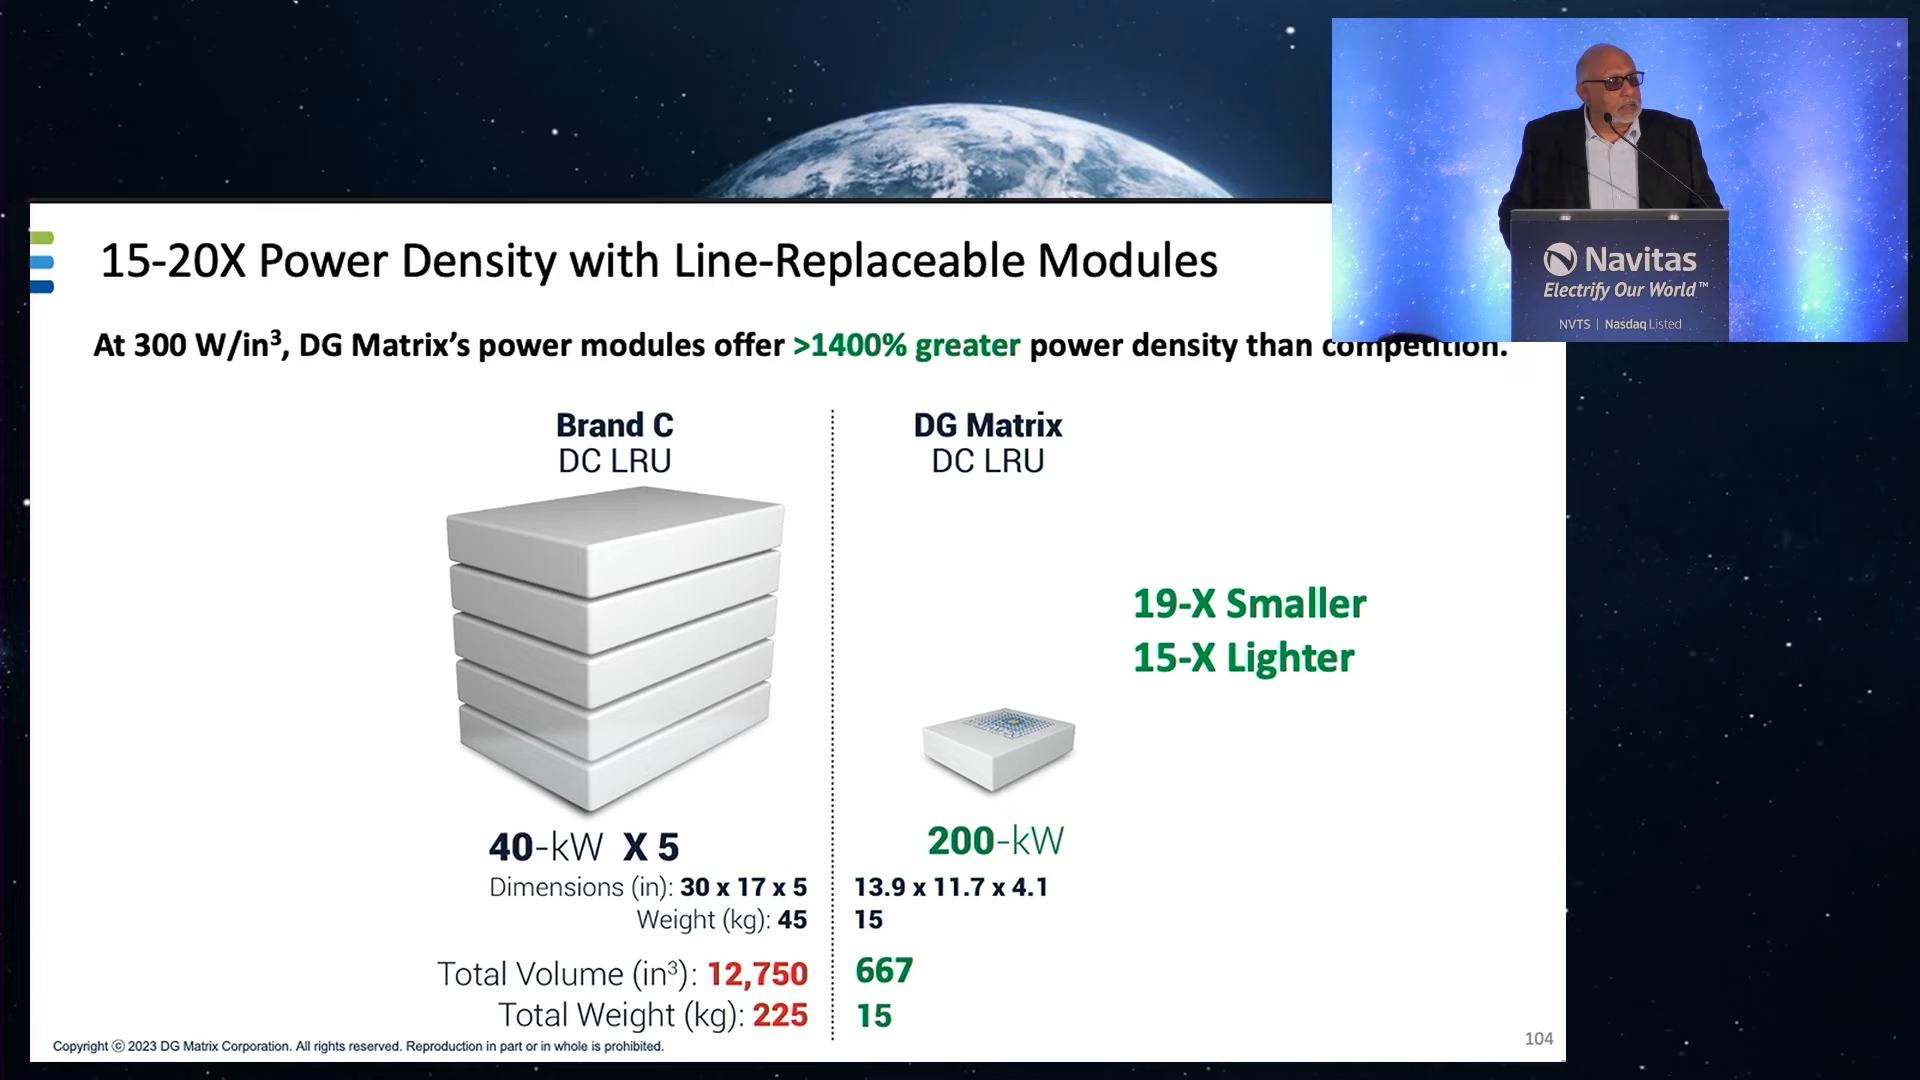 15-20X Power Density with Line-Replaceable Modules
At 300 W/in³, DG Matrix's power modules offer >1400% greater power density than competition.
Brand C
DC LRU
DG Matrix
DC LRU
19-X Smaller
15-X Lighter
40-kW X 5
200-kW
Dimensions (in): 30 x 17 x 5
13.9 x 11.7 x 4.1
Weight (kg): 45
15
Total Volume (in³): 12,750
667
Total Weight (kg): 225
15
Copyright ⓒ 2023 DG Matrix Corporation. All rights reserved. Reproduction in part or in whole is prohibited.
104
Navitas
Electrify Our World™
NVTS | Nasdaq Listed